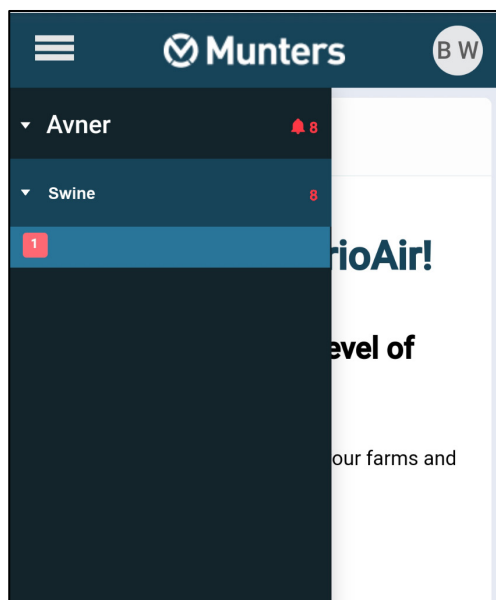 Munters
B W
Avner 8
Swine 8
1
rioAir!
evel of
our farms and